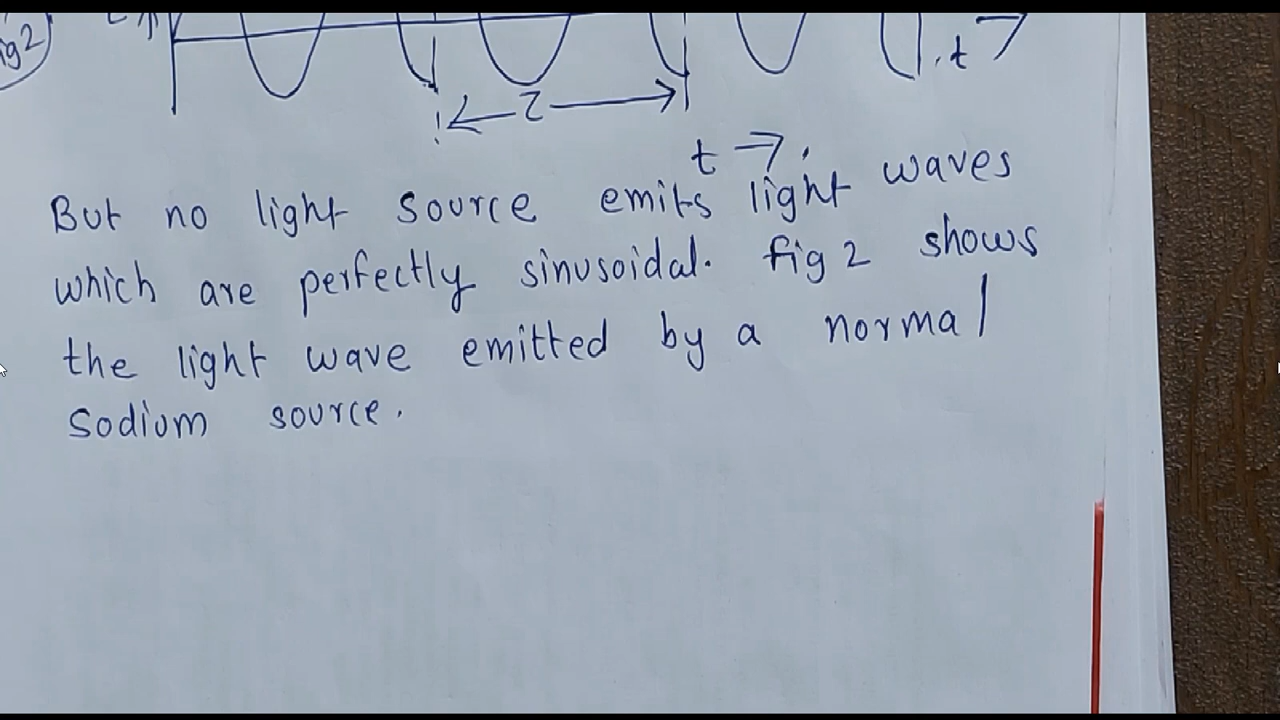 fig2
τ
t →
t →
But no light source emits light waves
which are perfectly sinusoidal. fig 2 shows
the light wave emitted by a normal
Sodium source.